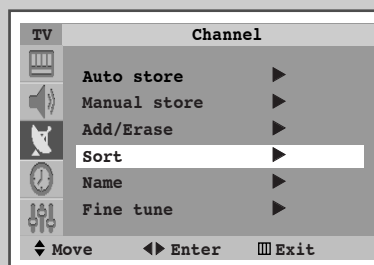 TV Channel
Auto store ▶
Manual store ▶
Add/Erase ▶
Sort ▶
Name ▶
Fine tune ▶
Move Enter Exit